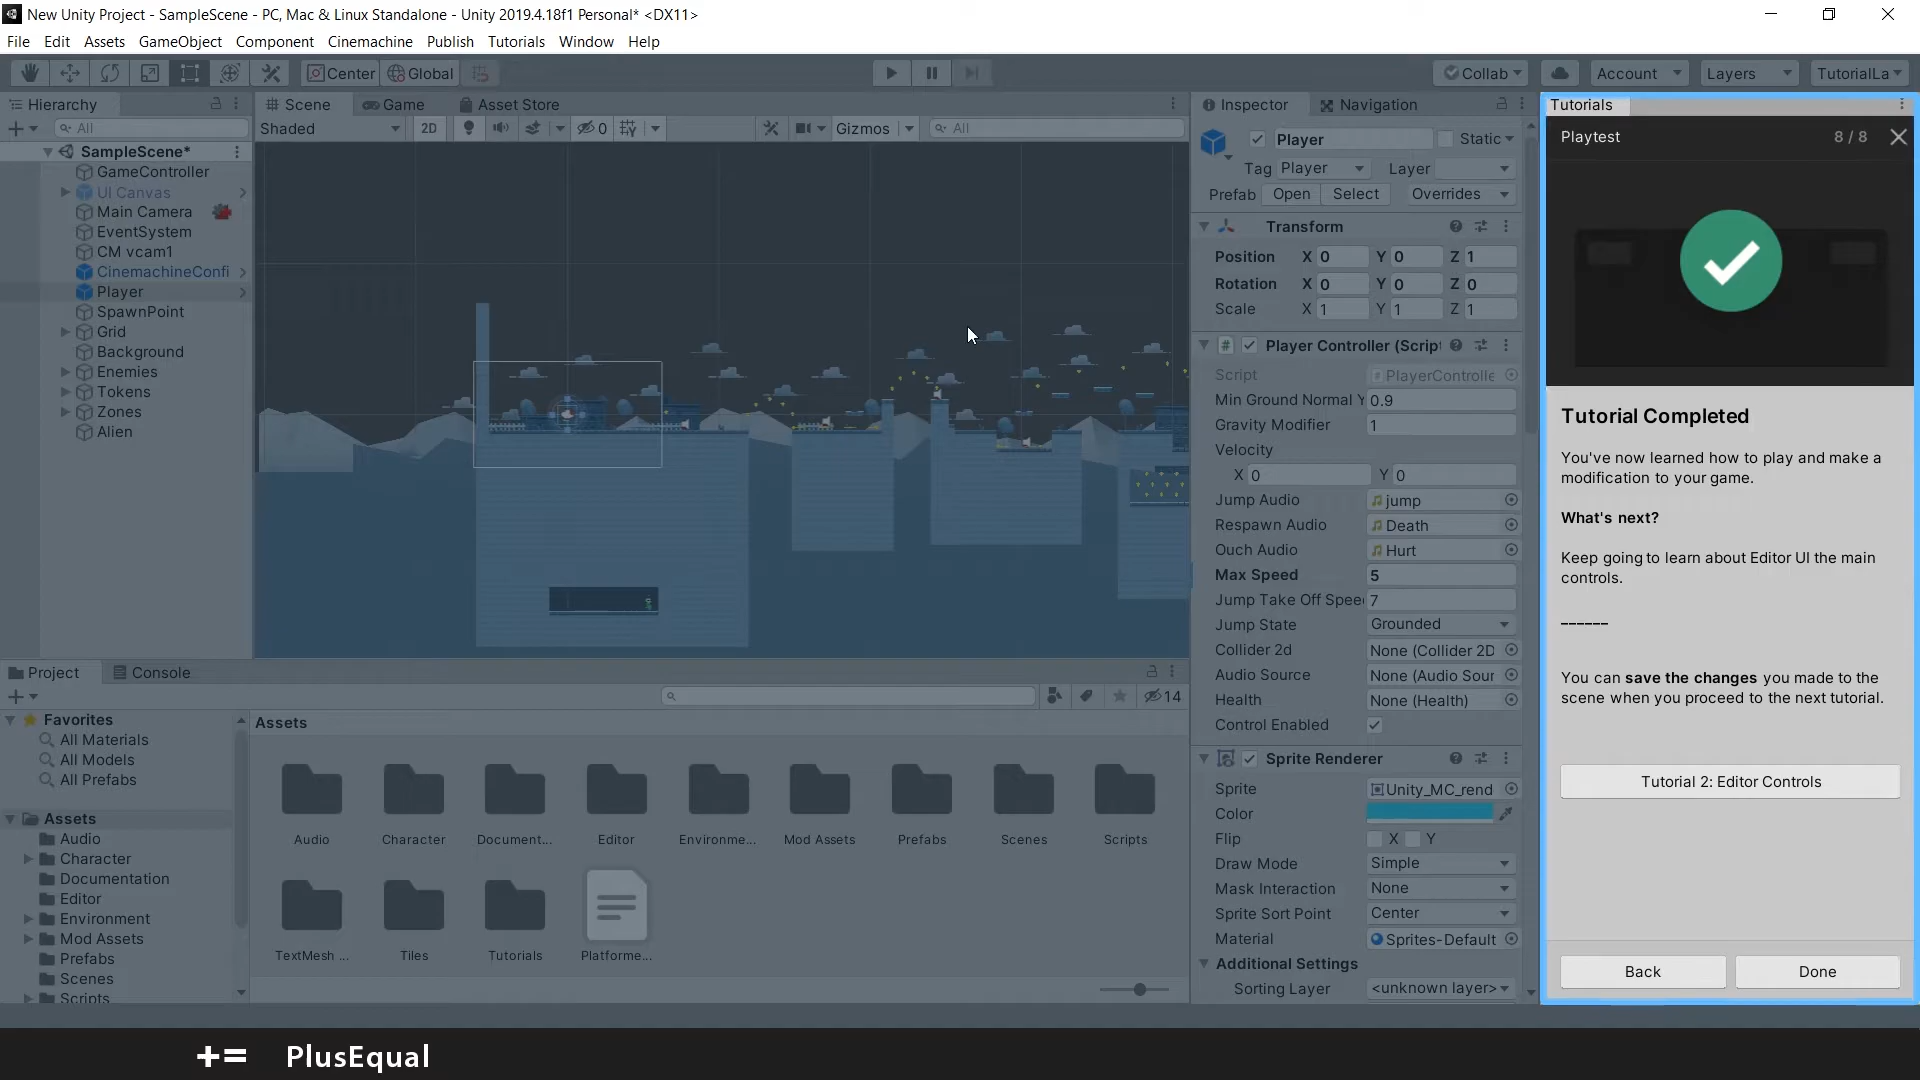 New Unity Project - SampleScene - PC, Mac & Linux Standalone - Unity 2019.4.18f1 Personal* <DX11>
File Edit Assets GameObject Component Cinemachine Publish Tutorials Window Help
Center Global Collab Account Layers TutorialLa
Hierarchy
All
SampleScene*
GameController
UI Canvas
Main Camera
EventSystem
CM vcam1
CinemachineConfi
Player
SpawnPoint
Grid
Background
Enemies
Tokens
Zones
Alien
Scene Game Asset Store
Shaded 2D 0 Gizmos All
Inspector Navigation
Player Static
Tag Player Layer
Prefab Open Select Overrides
Transform
Position X 0 Y 0 Z 1
Rotation X 0 Y 0 Z 0
Scale X 1 Y 1 Z 1
Player Controller (Script
Script PlayerControlle
Min Ground Normal Y 0.9
Gravity Modifier 1
Velocity
X 0 Y 0
Jump Audio jump
Respawn Audio Death
Ouch Audio Hurt
Max Speed 5
Jump Take Off Spee 7
Jump State Grounded
Collider 2d None (Collider 2D
Audio Source None (Audio Sour
Health None (Health)
Control Enabled
Sprite Renderer
Sprite Unity_MC_rend
Color
Flip X Y
Draw Mode Simple
Mask Interaction None
Sprite Sort Point Center
Material Sprites-Default
Additional Settings
Sorting Layer <unknown layer>
Tutorials
Playtest 8 / 8
Tutorial Completed
You've now learned how to play and make a
modification to your game.
What's next?
Keep going to learn about Editor UI the main
controls.
------
You can save the changes you made to the
scene when you proceed to the next tutorial.
Tutorial 2: Editor Controls
Back Done
Project Console
14
Favorites
All Materials
All Models
All Prefabs
Assets
Audio
Character
Documentation
Editor
Environment
Mod Assets
Prefabs
Scenes
Scripts
Assets
Audio Character Document... Editor Environme... Mod Assets Prefabs Scenes Scripts
TextMesh ... Tiles Tutorials Platforme...
+= PlusEqual